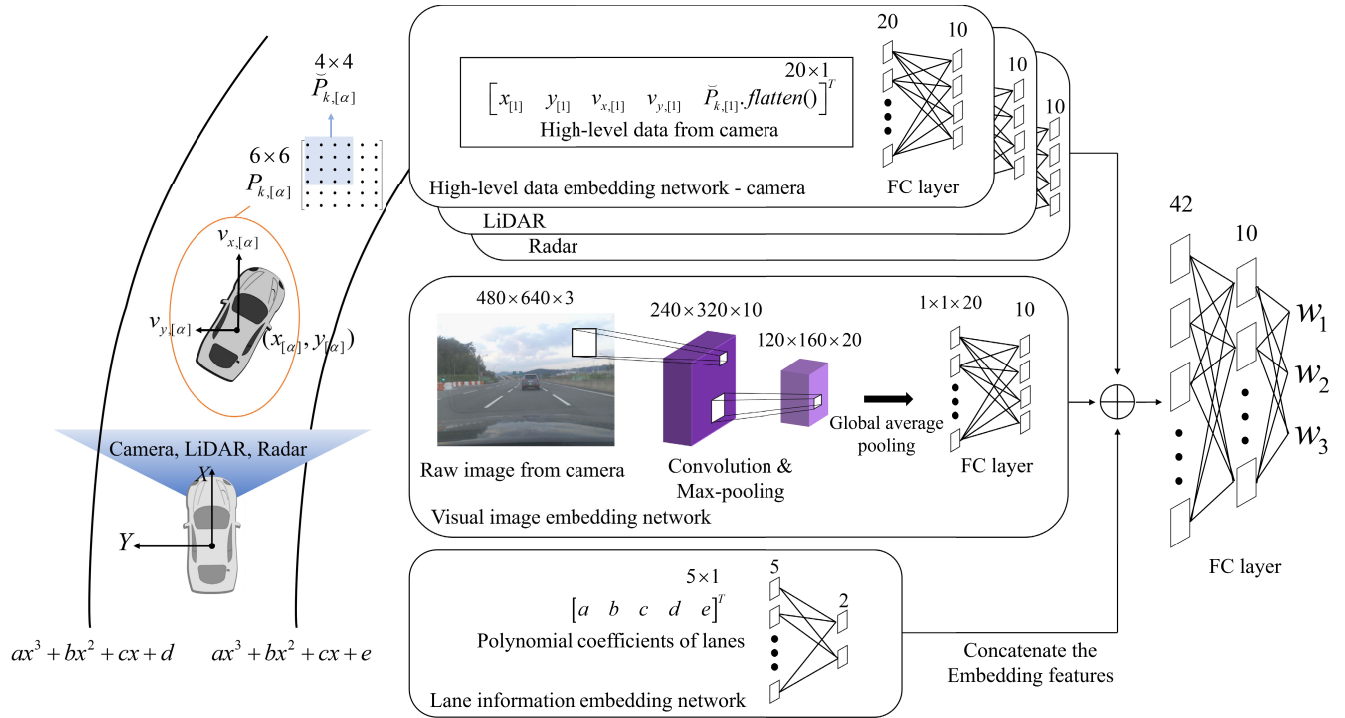 4×4
P̆k,[α]
6×6
Pk,[α]
vx,[α]
vy,[α]
(x[α], y[α])
Camera, LiDAR, Radar
X
Y
ax³ + bx² + cx + d
ax³ + bx² + cx + e
20
10
20×1
[x[1] y[1] vx,[1] vy,[1] P̆k,[1].flatten()]ᵀ
High-level data from camera
High-level data embedding network - camera
FC layer
10
LiDAR
10
Radar
480×640×3
240×320×10
120×160×20
1×1×20
10
Global average
pooling
Raw image from camera
Convolution &
Max-pooling
FC layer
Visual image embedding network
5×1
[a b c d e]ᵀ
Polynomial coefficients of lanes
5
2
Lane information embedding network
Concatenate the
Embedding features
42
10
w₁
w₂
w₃
FC layer